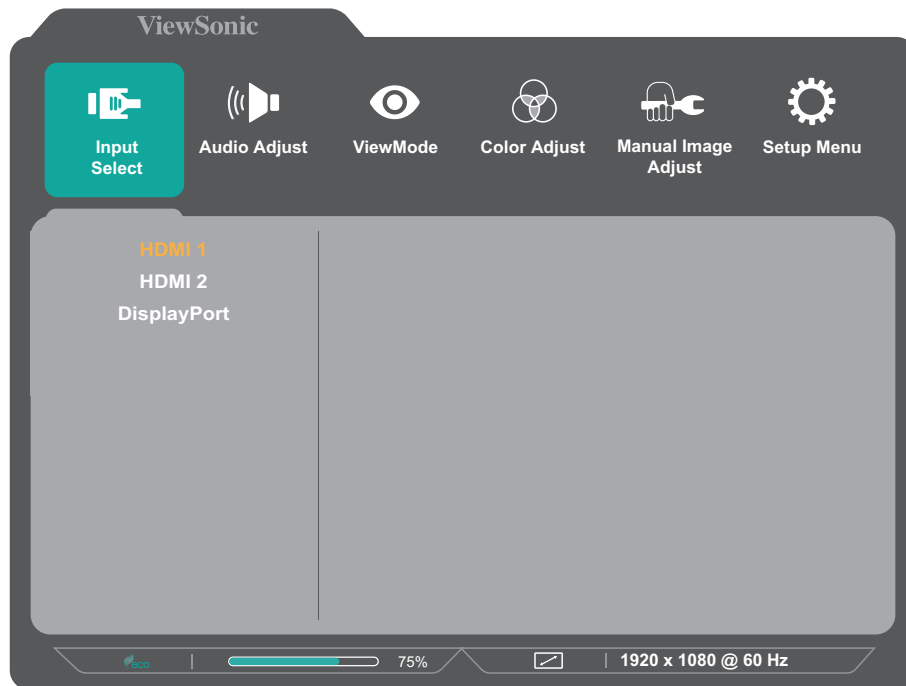 ViewSonic
Input
Select
Audio Adjust
ViewMode
Color Adjust
Manual Image
Adjust
Setup Menu
HDMI 1
HDMI 2
DisplayPort
eco
75%
1920 x 1080 @ 60 Hz